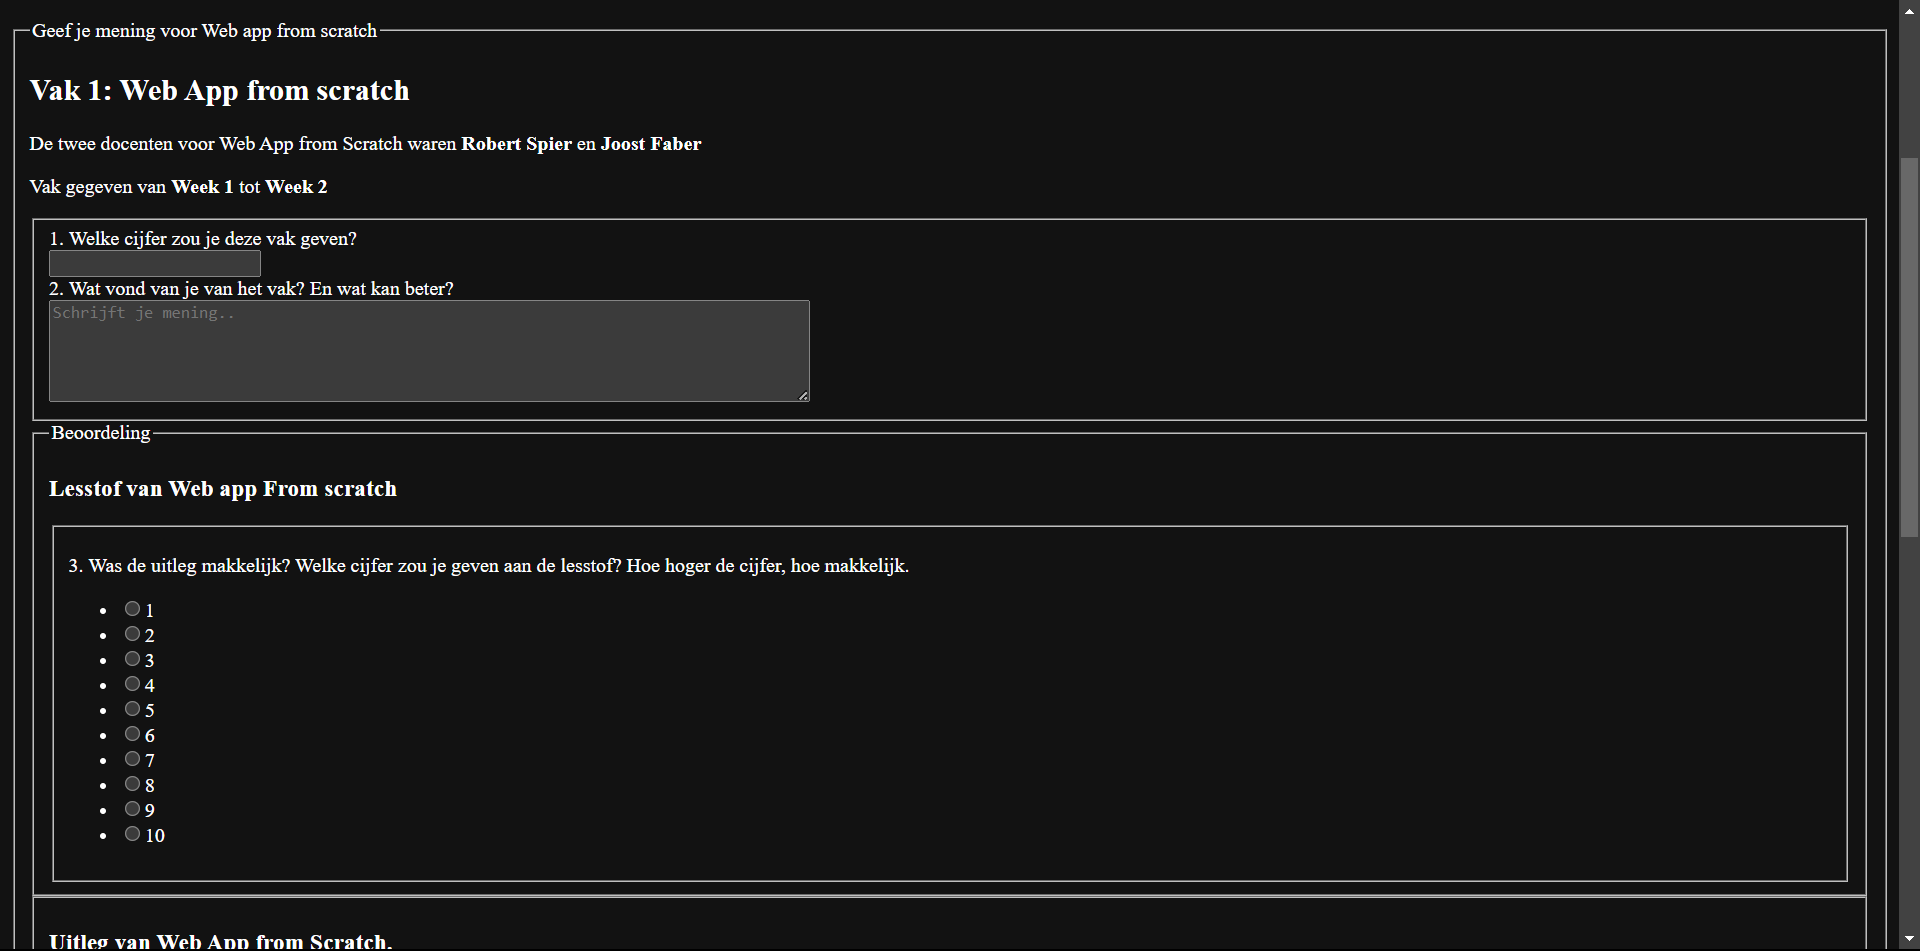 Geef je mening voor Web app from scratch
Vak 1: Web App from scratch
De twee docenten voor Web App from Scratch waren Robert Spier en Joost Faber
Vak gegeven van Week 1 tot Week 2
1. Welke cijfer zou je deze vak geven?
2. Wat vond van je van het vak? En wat kan beter?
Schrijft je mening..
Beoordeling
Lesstof van Web app From scratch
3. Was de uitleg makkelijk? Welke cijfer zou je geven aan de lesstof? Hoe hoger de cijfer, hoe makkelijk.
1
2
3
4
5
6
7
8
9
10
Uitleg van Web App from Scratch.